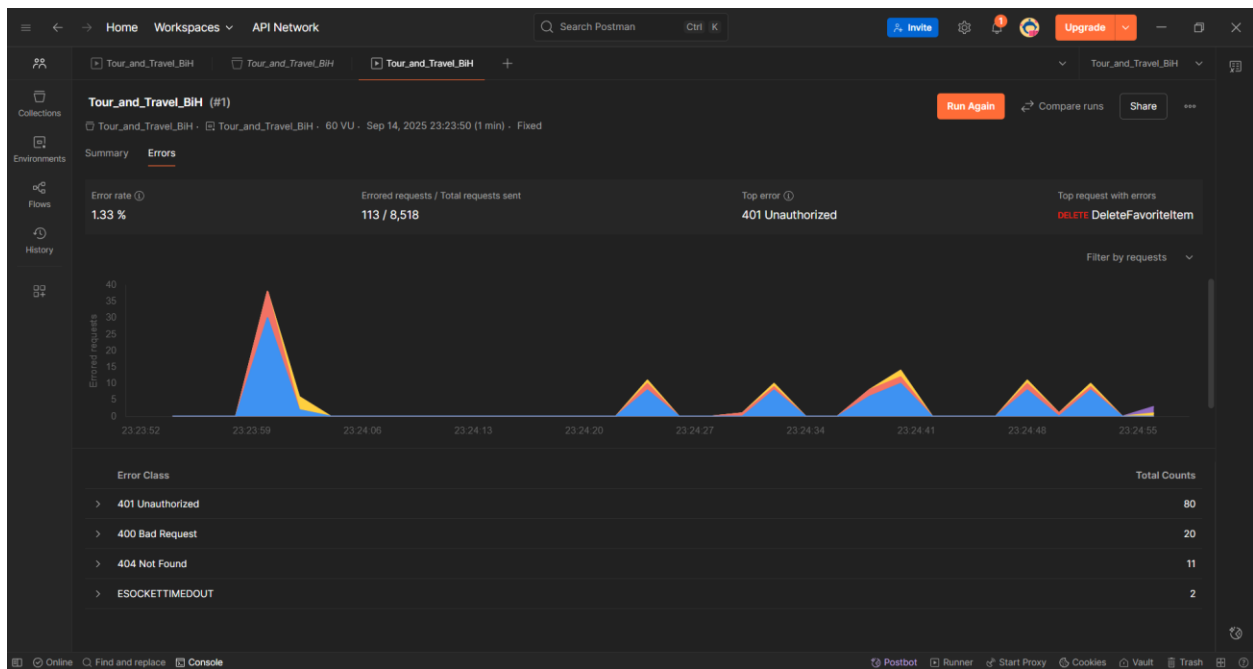 Home Workspaces API Network Search Postman Ctrl K Invite Upgrade
Tour_and_Travel_BiH Tour_and_Travel_BiH Tour_and_Travel_BiH Tour_and_Travel_BiH
Collections
Environments
Flows
History
Tour_and_Travel_BiH (#1) Run Again Compare runs Share
Tour_and_Travel_BiH · Tour_and_Travel_BiH · 60 VU · Sep 14, 2025 23:23:50 (1 min) · Fixed
Summary Errors
Error rate Errored requests / Total requests sent Top error Top request with errors
1.33 % 113 / 8,518 401 Unauthorized DELETE DeleteFavoriteItem
Filter by requests
Errored requests
40
35
30
25
20
15
10
5
0
23:23:52 23:23:59 23:24:06 23:24:13 23:24:20 23:24:27 23:24:34 23:24:41 23:24:48 23:24:55
Error Class Total Counts
401 Unauthorized 80
400 Bad Request 20
404 Not Found 11
ESOCKETTIMEDOUT 2
Online Find and replace Console Postbot Runner Start Proxy Cookies Vault Trash